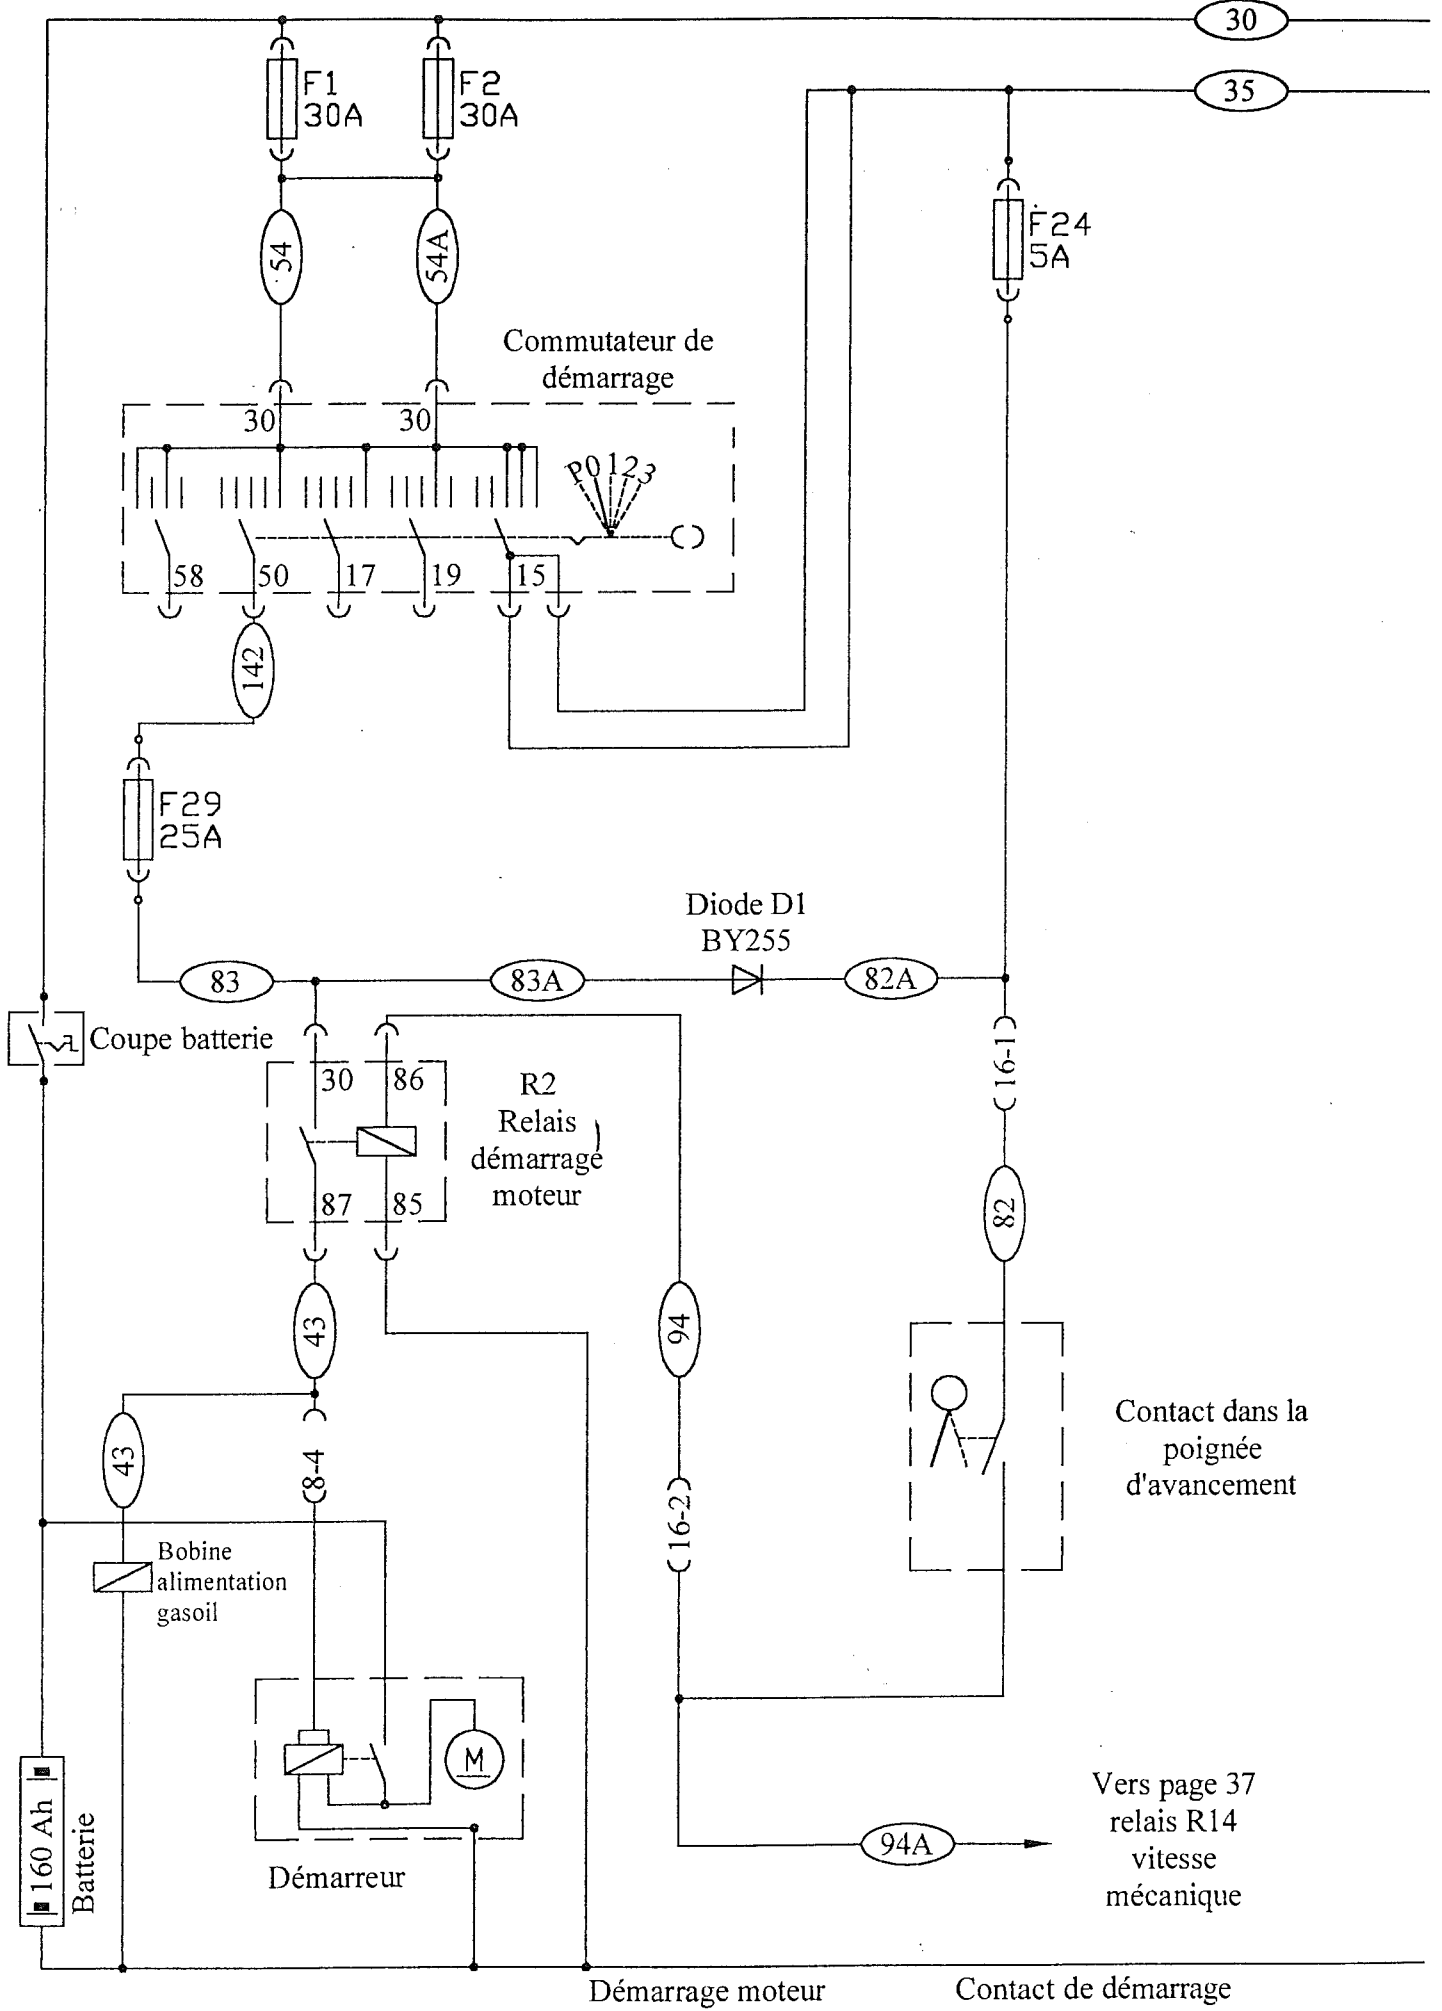 30
F1
30A
F2
30A
35
54
54A
F24
5A
Commutateur de
démarrage
30
30
P0123
58
50
17
19
15
142
F29
25A
Diode D1
BY255
83
83A
82A
Coupe batterie
30
86
R2
Relais
démarrage
moteur
87
85
16-1
82
43
94
Contact dans la
poignée
d'avancement
43
8-4
16-2
Bobine
alimentation
gasoil
M
160 Ah
Batterie
Démarreur
Vers page 37
relais R14
vitesse
mécanique
94A
Démarrage moteur
Contact de démarrage